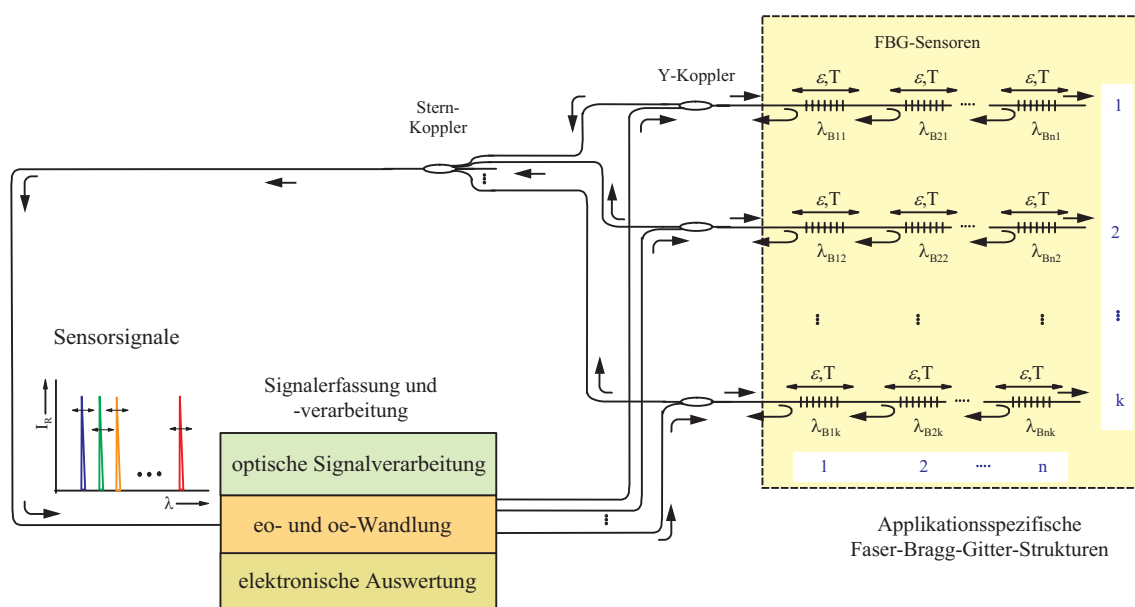 FBG-Sensoren
Y-Koppler
Stern-
Koppler
ε,T ε,T ε,T
λB11 λB21 λBn1
1
ε,T ε,T ε,T
λB12 λB22 λBn2
2
ε,T ε,T ε,T
λB1k λB2k λBnk
k
1 2 n
Sensorsignale
IR
λ
Signalerfassung und
-verarbeitung
optische Signalverarbeitung
eo- und oe-Wandlung
elektronische Auswertung
Applikationsspezifische
Faser-Bragg-Gitter-Strukturen